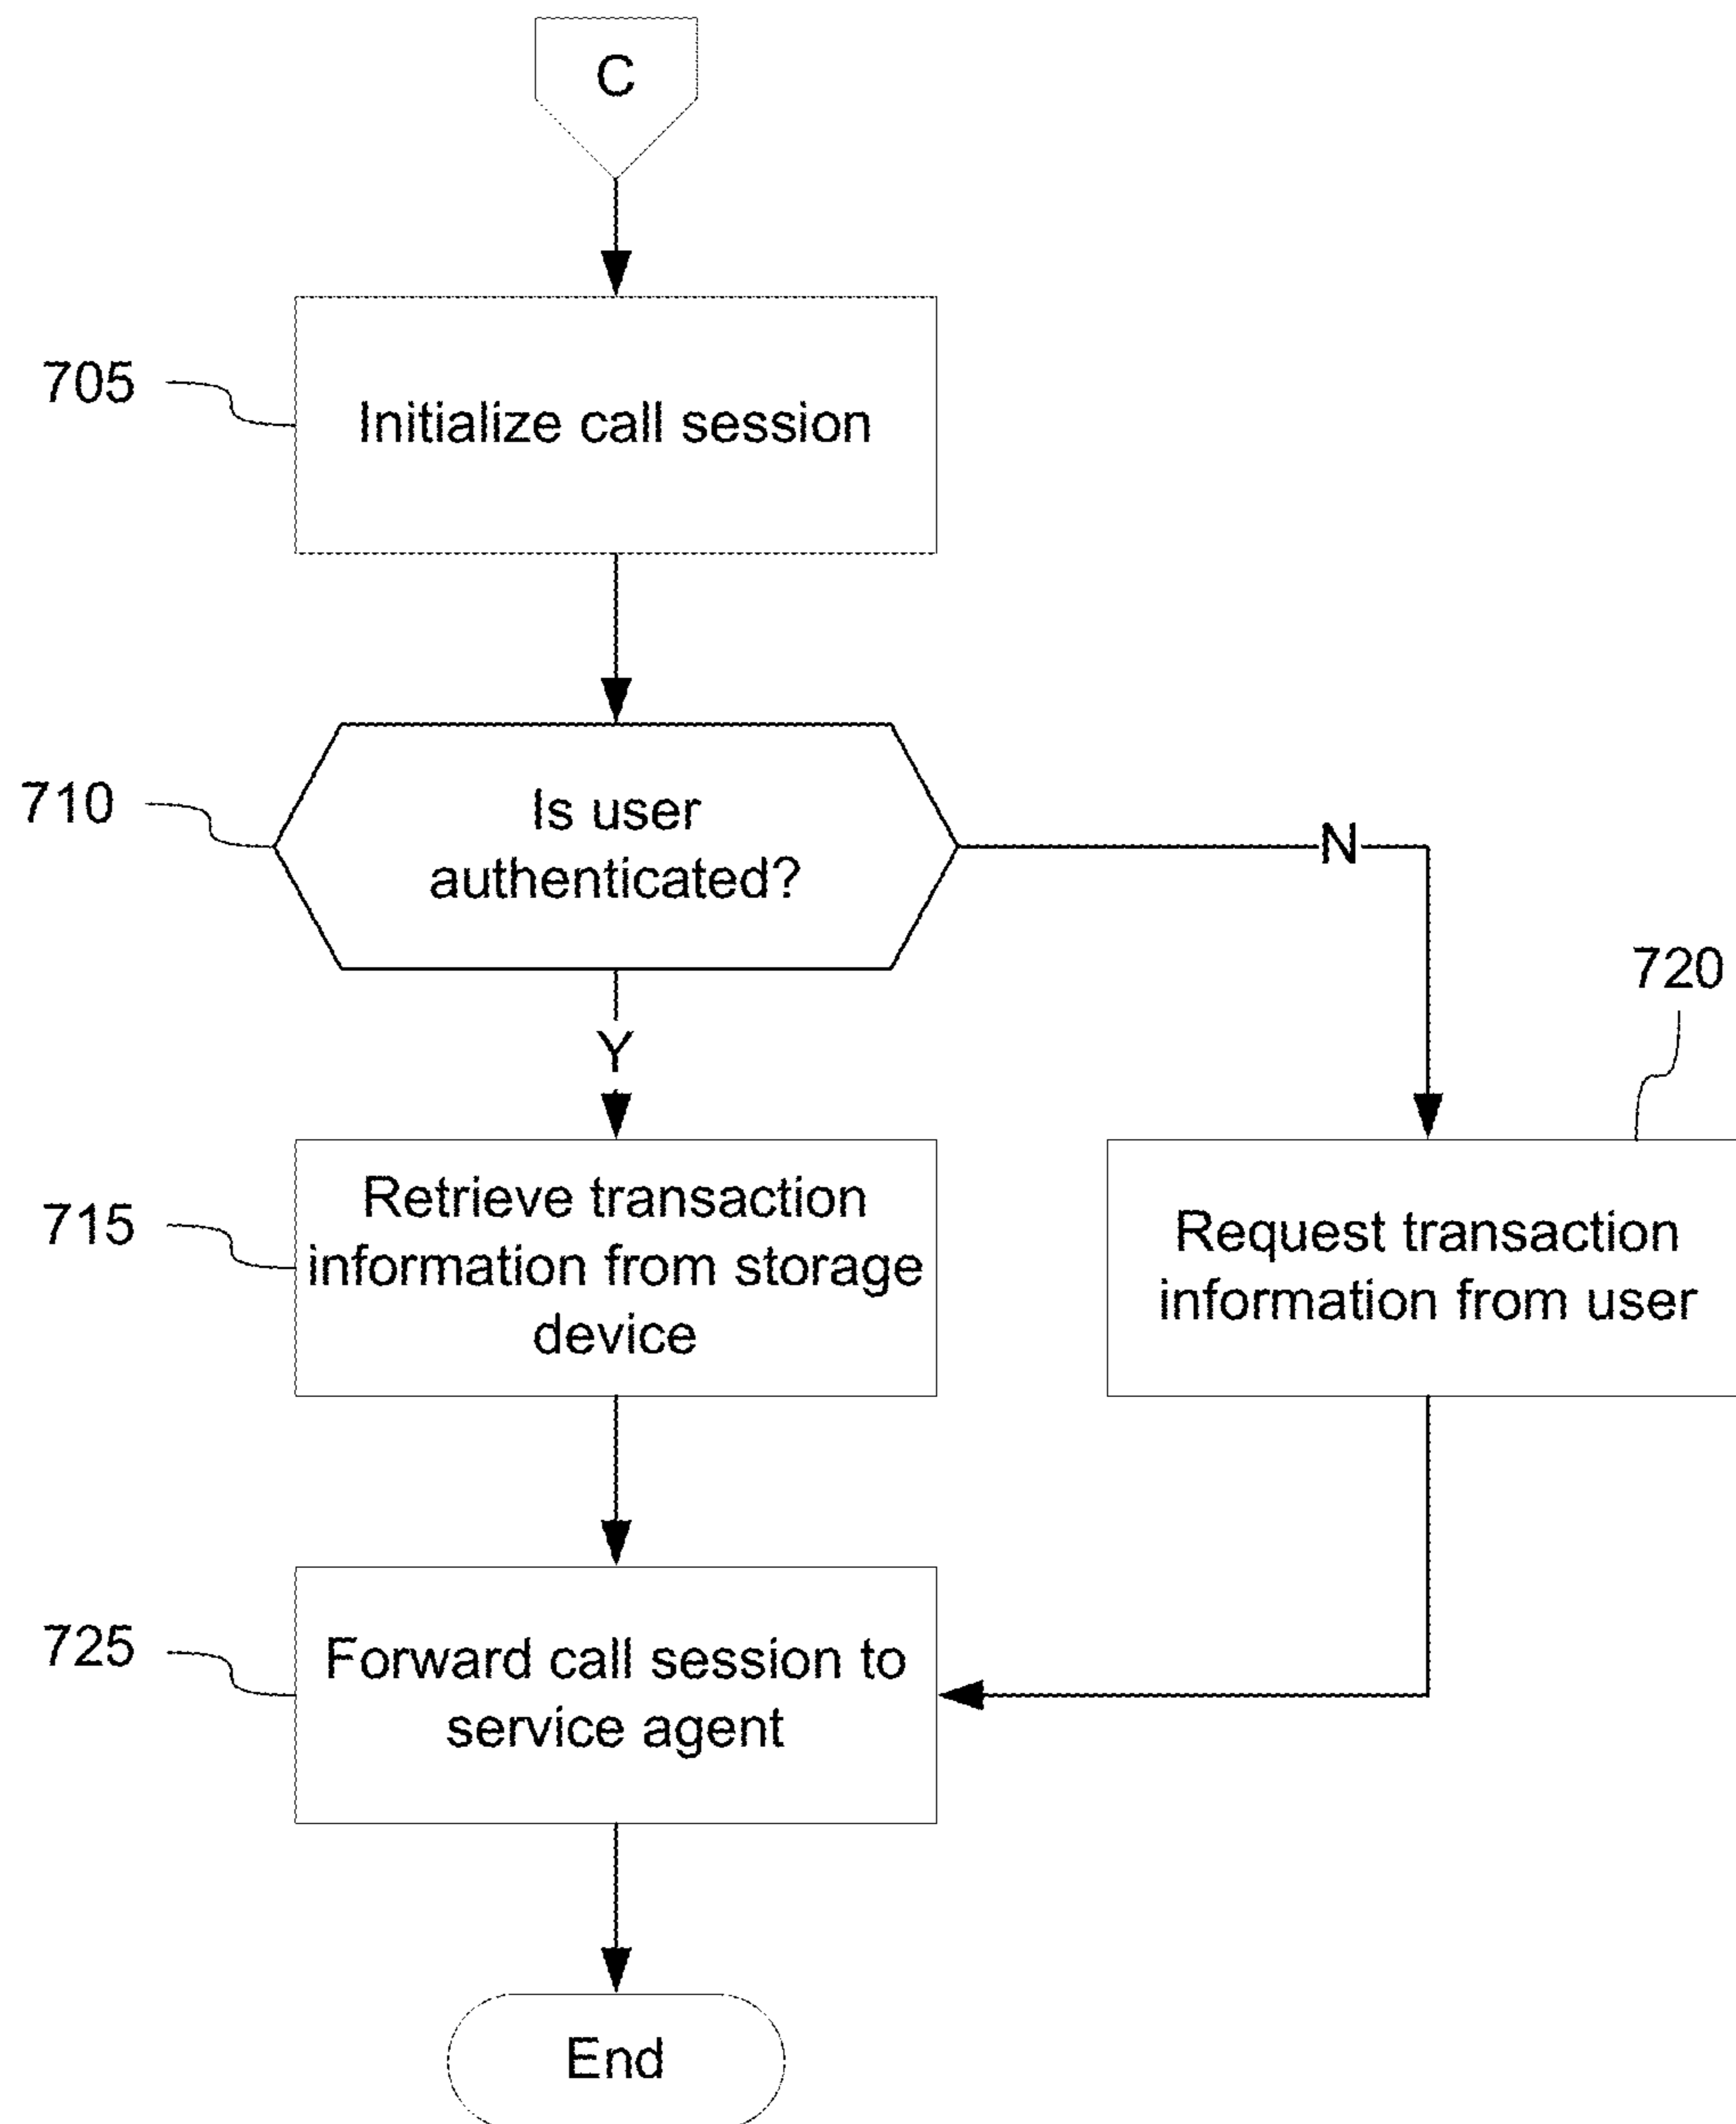 C
705
Initialize call session
710
Is user
authenticated?
N
720
Y
715
Retrieve transaction
information from storage
device
Request transaction
information from user
725
Forward call session to
service agent
End